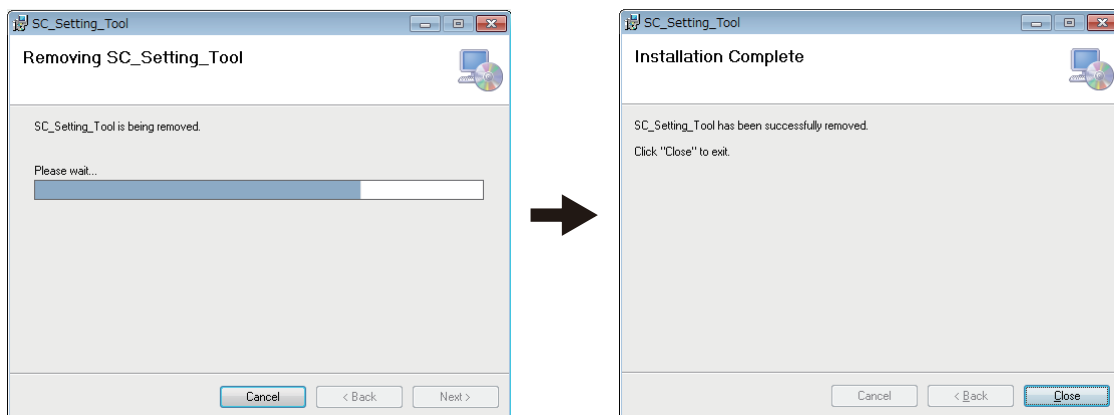 SC_Setting_Tool
Removing SC_Setting_Tool
SC_Setting_Tool is being removed.
Please wait...
Cancel
< Back
Next >
SC_Setting_Tool
Installation Complete
SC_Setting_Tool has been successfully removed.
Click "Close" to exit.
Cancel
< Back
Close